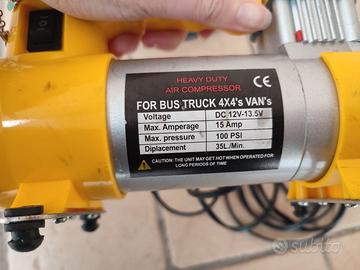 HEAVY DUTY
AIR COMPRESSOR
CE
FOR BUS TRUCK 4X4's VAN's
Voltage DC 12V-13.5V
Max. Amperage 15 Amp
Max. pressure 100 PSI
Diplacement 35L/Min.
CAUTION: THE UNIT MAY GET HOT WHEN OPERATED FOR
LONG PERIODS OF TIME
subito